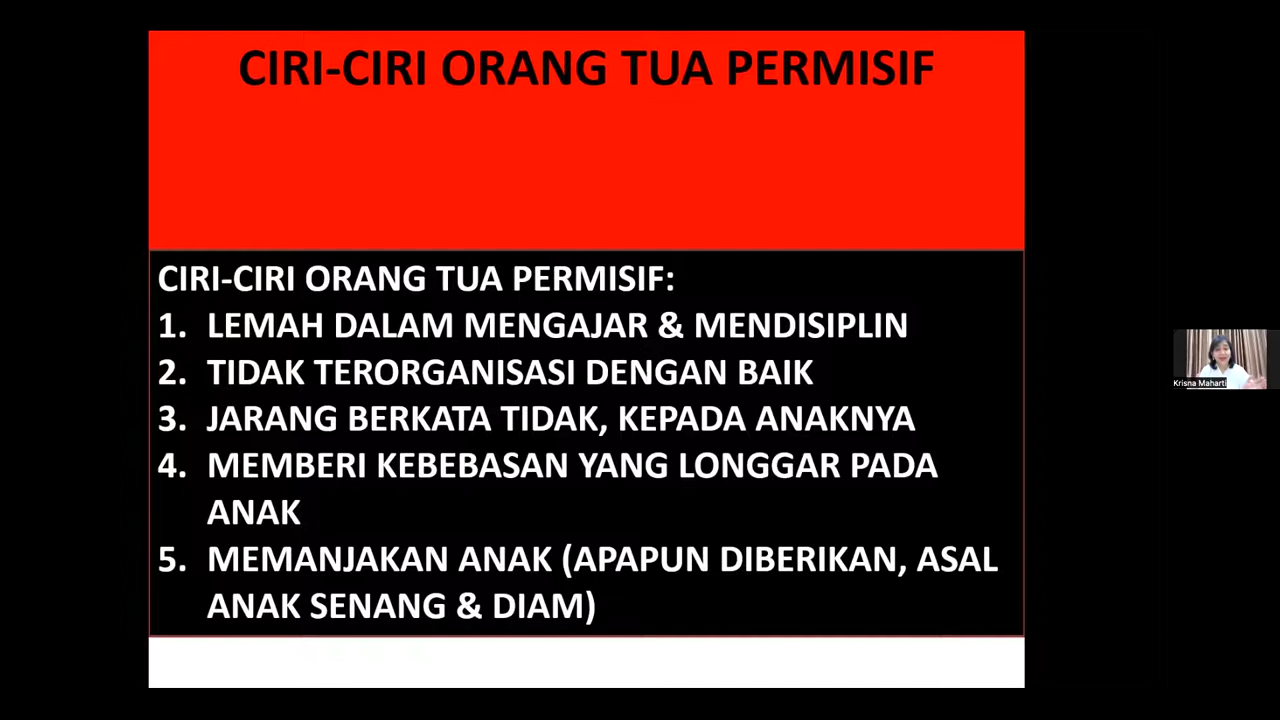 CIRI-CIRI ORANG TUA PERMISIF
CIRI-CIRI ORANG TUA PERMISIF:
1. LEMAH DALAM MENGAJAR & MENDISIPLIN
2. TIDAK TERORGANISASI DENGAN BAIK
3. JARANG BERKATA TIDAK, KEPADA ANAKNYA
4. MEMBERI KEBEBASAN YANG LONGGAR PADA
ANAK
5. MEMANJAKAN ANAK (APAPUN DIBERIKAN, ASAL
ANAK SENANG & DIAM)
Krisna Maharti